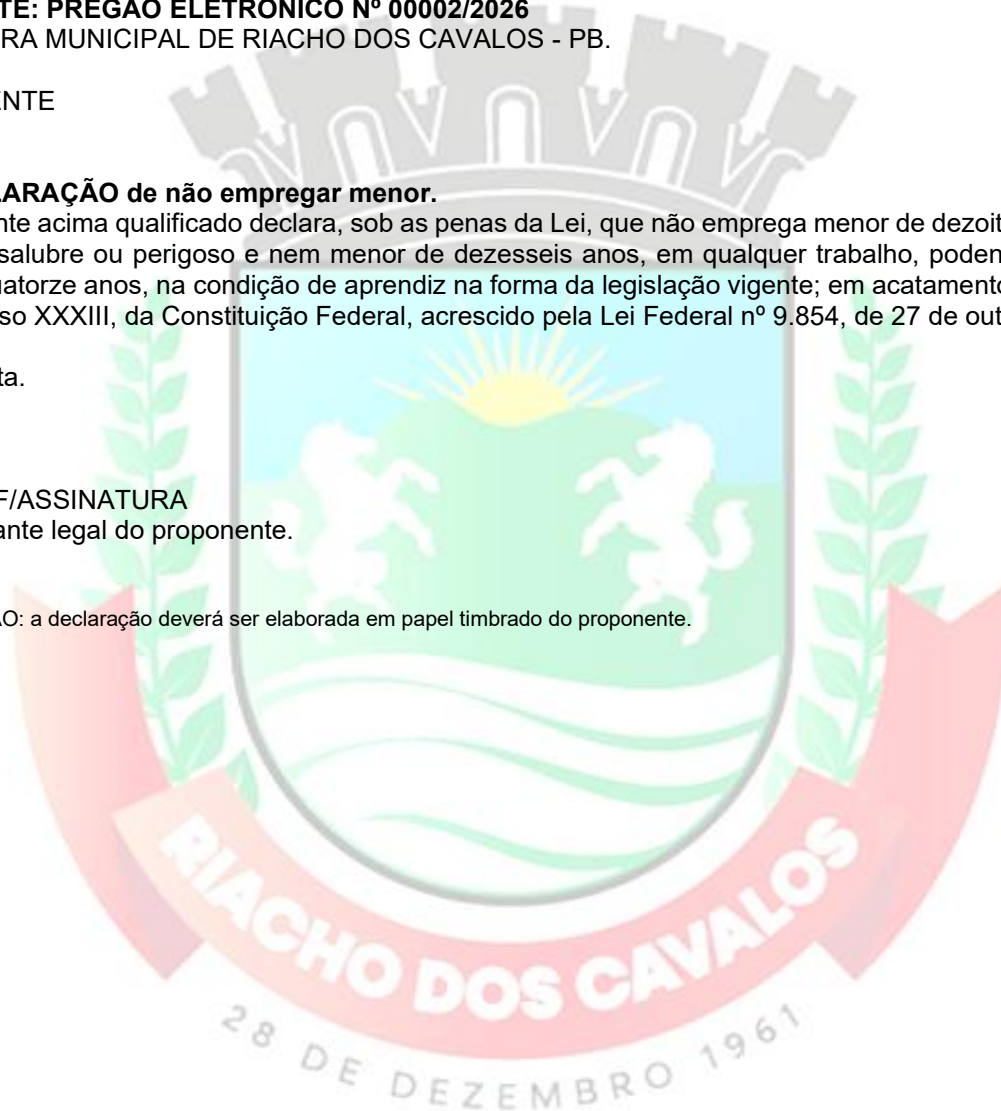 TE: PREGÃO ELETRÔNICO Nº 00002/2026
RA MUNICIPAL DE RIACHO DOS CAVALOS - PB.
ENTE
LARAÇÃO de não empregar menor.
nte acima qualificado declara, sob as penas da Lei, que não emprega menor de dezoit
salubre ou perigoso e nem menor de dezesseis anos, em qualquer trabalho, poden
uatorze anos, na condição de aprendiz na forma da legislação vigente; em acatamento
so XXXIII, da Constituição Federal, acrescido pela Lei Federal nº 9.854, de 27 de out
ta.
F/ASSINATURA
ante legal do proponente.
ÃO: a declaração deverá ser elaborada em papel timbrado do proponente.
RIACHO DOS CAVALOS
28 DE DEZEMBRO 1961